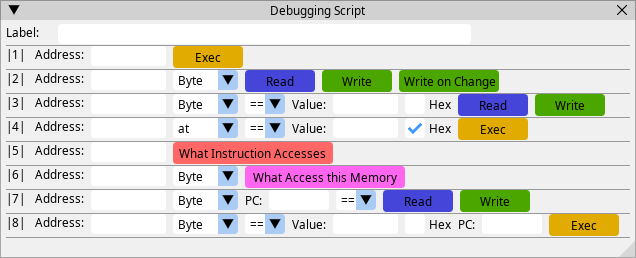 Debugging Script
Label:
|1| Address: Exec
|2| Address: Byte Read Write Write on Change
|3| Address: Byte == Value: Hex Read Write
|4| Address: at == Value: Hex Exec
|5| Address: What Instruction Accesses
|6| Address: Byte What Access this Memory
|7| Address: Byte PC: == Read Write
|8| Address: Byte == Value: Hex PC: Exec